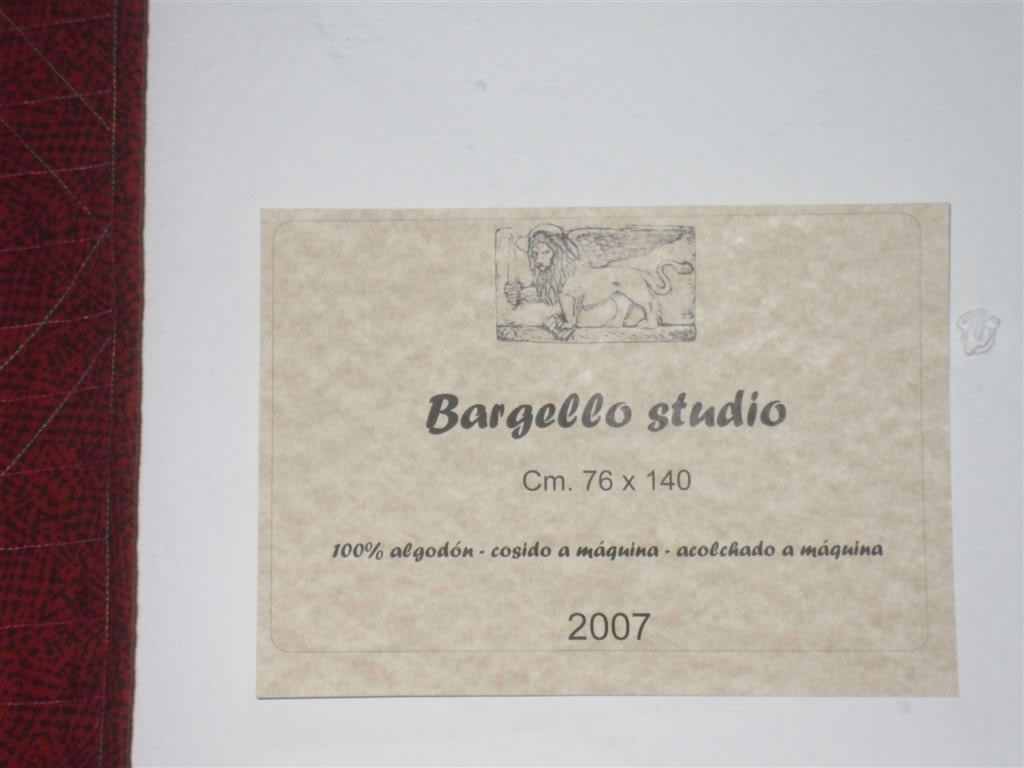 Bargello studio
Cm. 76 x 140
100% algodón - cosido a máquina - acolchado a máquina
2007